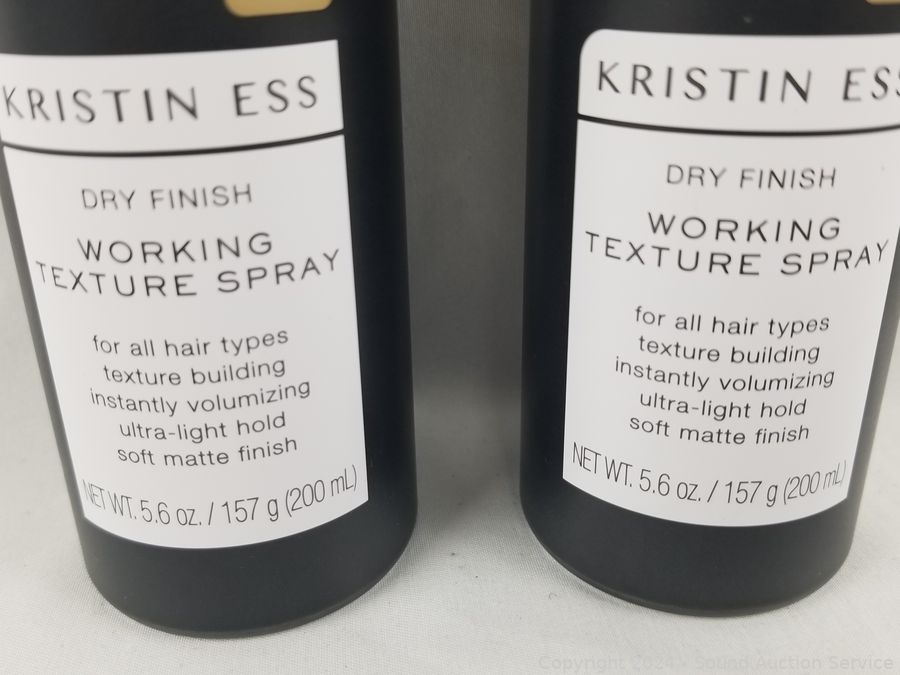 KRISTIN ESS
DRY FINISH
WORKING
TEXTURE SPRAY
for all hair types
texture building
instantly volumizing
ultra-light hold
soft matte finish
NET WT. 5.6 oz. / 157 g (200 mL)
KRISTIN ESS
DRY FINISH
WORKING
TEXTURE SPRAY
for all hair types
texture building
instantly volumizing
ultra-light hold
soft matte finish
NET WT. 5.6 oz. / 157 g (200 mL)
Copyright 2024 - Sound Auction Service